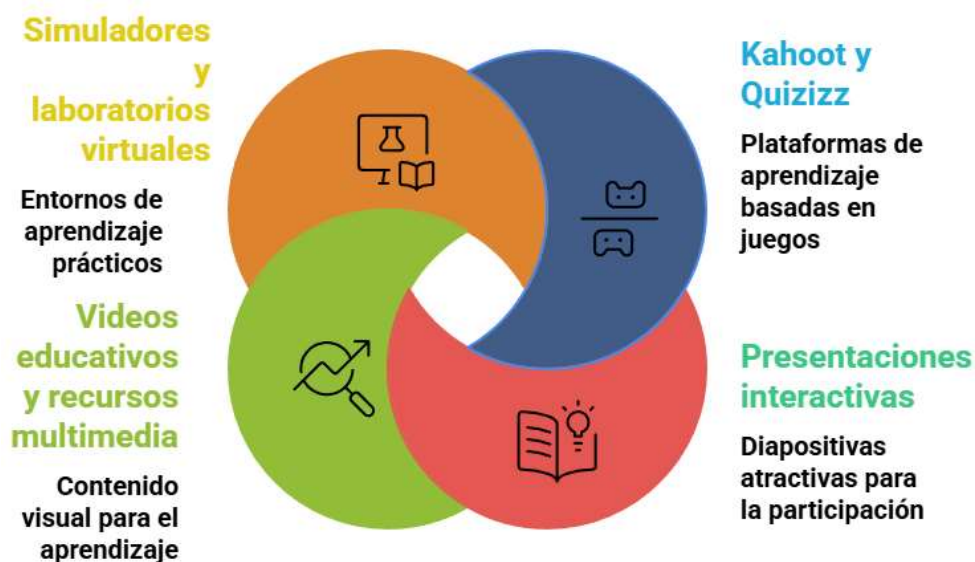 Simuladores
y
laboratorios
virtuales
Entornos de
aprendizaje
prácticos
Kahoot y
Quizizz
Plataformas de
aprendizaje
basadas en
juegos
Videos
educativos
y recursos
multimedia
Contenido
visual para el
aprendizaje
Presentaciones
interactivas
Diapositivas
atractivas para
la participación